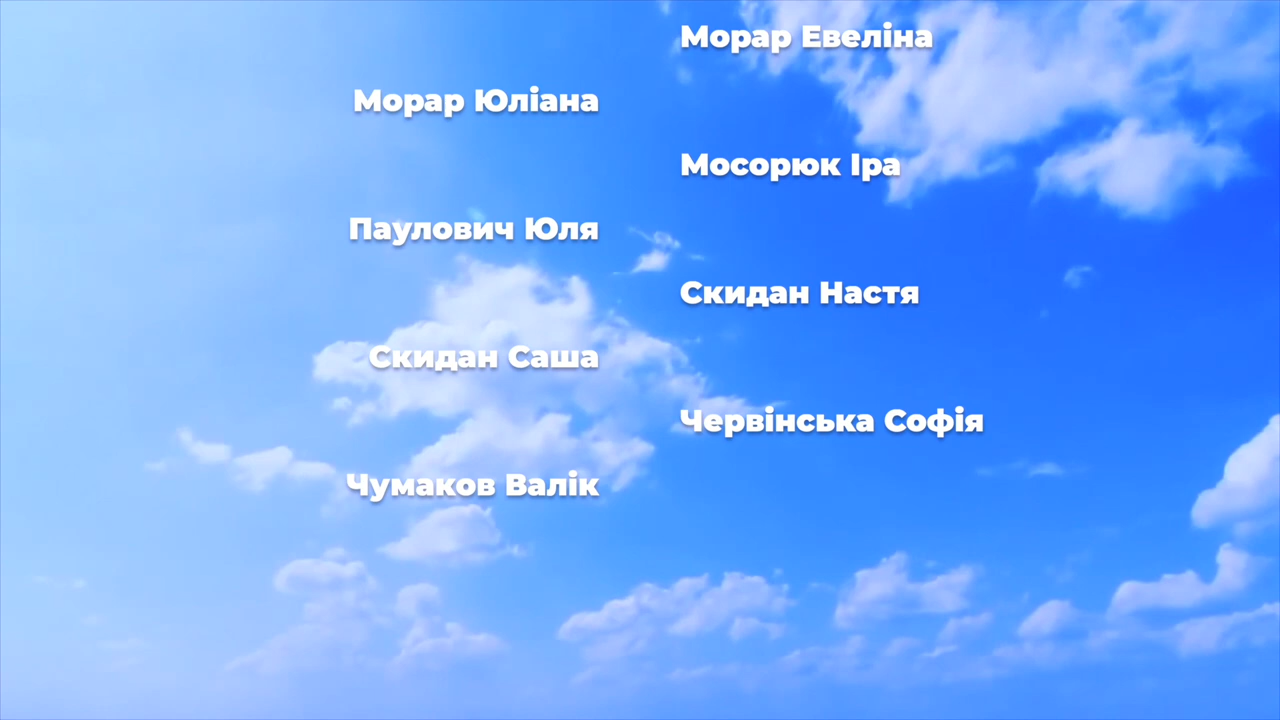 Морар Евеліна
Морар Юліана
Мосорюк Іра
Паулович Юля
Скидан Настя
Скидан Саша
Червінська Софія
Чумаков Валік